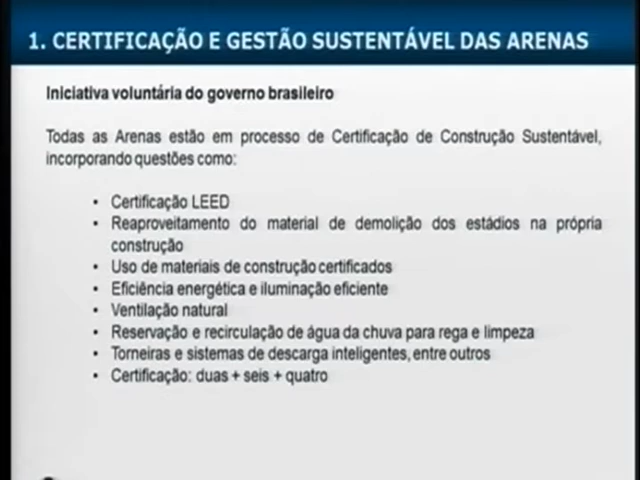 1. CERTIFICAÇÃO E GESTÃO SUSTENTÁVEL DAS ARENAS
Iniciativa voluntária do governo brasileiro
Todas as Arenas estão em processo de Certificação de Construção Sustentável,
incorporando questões como:
• Certificação LEED
• Reaproveitamento do material de demolição dos estádios na própria
construção
• Uso de materiais de construção certificados
• Eficiência energética e iluminação eficiente
• Ventilação natural
• Reservação e recirculação de água da chuva para rega e limpeza
• Torneiras e sistemas de descarga inteligentes, entre outros
• Certificação: duas + seis + quatro